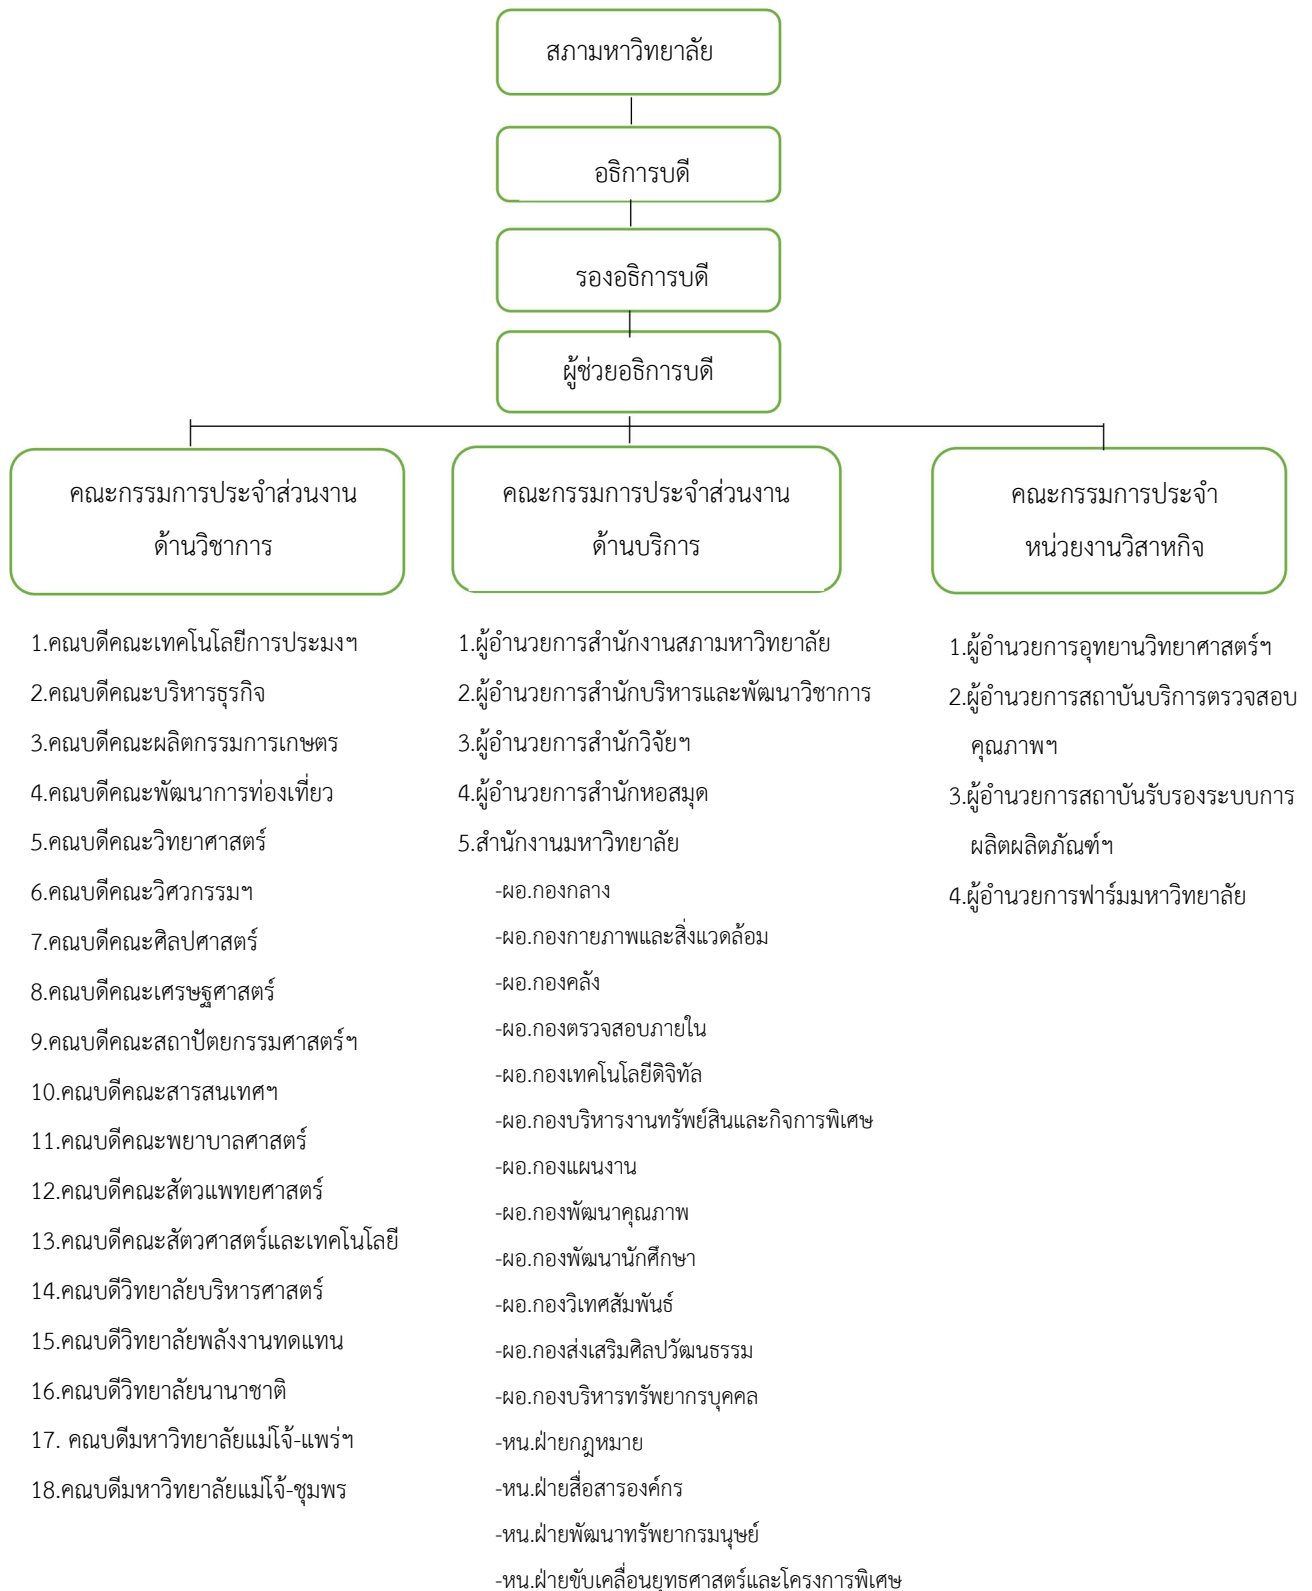 สภามหาวิทยาลัย
อธิการบดี
รองอธิการบดี
ผู้ช่วยอธิการบดี
คณะกรรมการประจำส่วนงาน
ด้านวิชาการ
1.คณบดีคณะเทคโนโลยีการประมงฯ
2.คณบดีคณะบริหารธุรกิจ
3.คณบดีคณะผลิตกรรมการเกษตร
4.คณบดีคณะพัฒนาการท่องเที่ยว
5.คณบดีคณะวิทยาศาสตร์
6.คณบดีคณะวิศวกรรมฯ
7.คณบดีคณะศิลปศาสตร์
8.คณบดีคณะเศรษฐศาสตร์
9.คณบดีคณะสถาปัตยกรรมศาสตร์ฯ
10.คณบดีคณะสารสนเทศฯ
11.คณบดีคณะพยาบาลศาสตร์
12.คณบดีคณะสัตวแพทยศาสตร์
13.คณบดีคณะสัตวศาสตร์และเทคโนโลยี
14.คณบดีวิทยาลัยบริหารศาสตร์
15.คณบดีวิทยาลัยพลังงานทดแทน
16.คณบดีวิทยาลัยนานาชาติ
17. คณบดีมหาวิทยาลัยแม่โจ้-แพร่ฯ
18.คณบดีมหาวิทยาลัยแม่โจ้-ชุมพร
คณะกรรมการประจำส่วนงาน
ด้านบริการ
1.ผู้อำนวยการสำนักงานสภามหาวิทยาลัย
2.ผู้อำนวยการสำนักบริหารและพัฒนาวิชาการ
3.ผู้อำนวยการสำนักวิจัยฯ
4.ผู้อำนวยการสำนักหอสมุด
5.สำนักงานมหาวิทยาลัย
-ผอ.กองกลาง
-ผอ.กองกายภาพและสิ่งแวดล้อม
-ผอ.กองคลัง
-ผอ.กองตรวจสอบภายใน
-ผอ.กองเทคโนโลยีดิจิทัล
-ผอ.กองบริหารงานทรัพย์สินและกิจการพิเศษ
-ผอ.กองแผนงาน
-ผอ.กองพัฒนาคุณภาพ
-ผอ.กองพัฒนานักศึกษา
-ผอ.กองวิเทศสัมพันธ์
-ผอ.กองส่งเสริมศิลปวัฒนธรรม
-ผอ.กองบริหารทรัพยากรบุคคล
-หน.ฝ่ายกฎหมาย
-หน.ฝ่ายสื่อสารองค์กร
-หน.ฝ่ายพัฒนาทรัพยากรมนุษย์
-หน.ฝ่ายขับเคลื่อนยุทธศาสตร์และโครงการพิเศษ
คณะกรรมการประจำ
หน่วยงานวิสาหกิจ
1.ผู้อำนวยการอุทยานวิทยาศาสตร์ฯ
2.ผู้อำนวยการสถาบันบริการตรวจสอบ
คุณภาพฯ
3.ผู้อำนวยการสถาบันรับรองระบบการ
ผลิตผลิตภัณฑ์ฯ
4.ผู้อำนวยการฟาร์มมหาวิทยาลัย